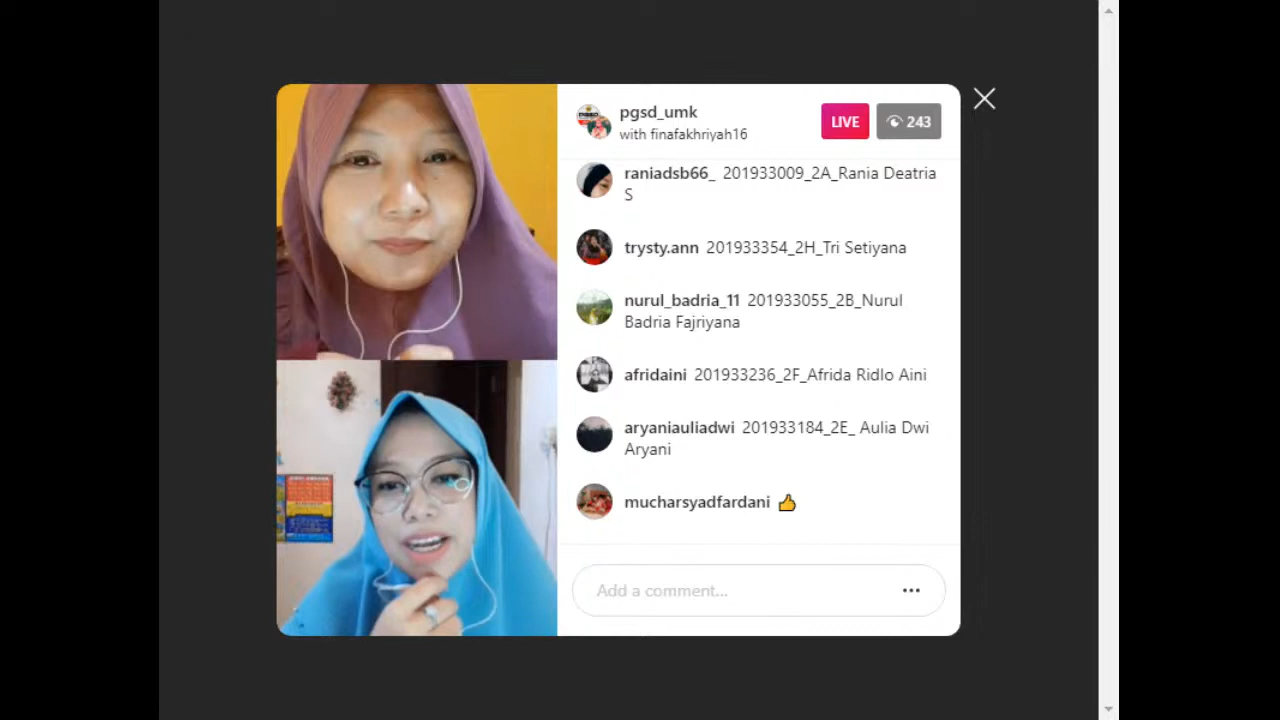 pgsd_umk
with finafakhriyah16
LIVE
243
raniadsb66_ 201933009_2A_Rania Deatria
S
trysty.ann 201933354_2H_Tri Setiyana
nurul_badria_11 201933055_2B_Nurul
Badria Fajriyana
afridaini 201933236_2F_Afrida Ridlo Aini
aryaniauliadwi 201933184_2E_ Aulia Dwi
Aryani
mucharsyadfardani 👍
Add a comment...